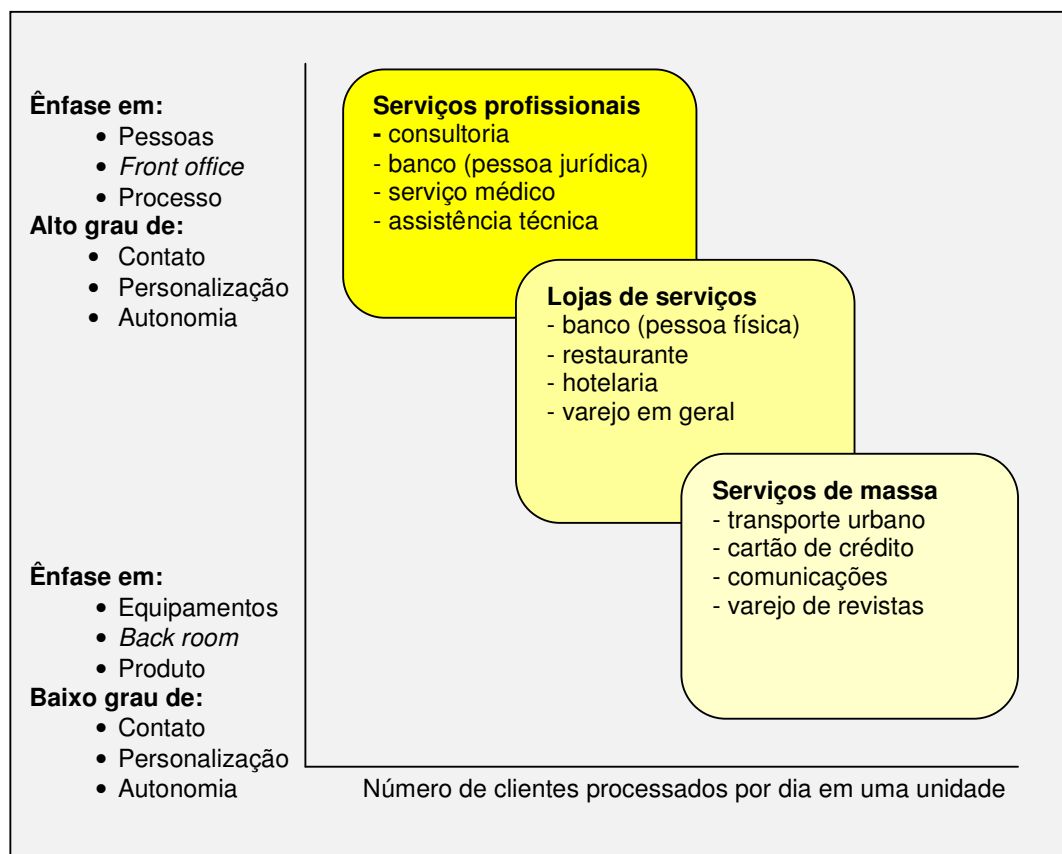 Ênfase em:
• Pessoas
• Front office
• Processo
Alto grau de:
• Contato
• Personalização
• Autonomia
Ênfase em:
• Equipamentos
• Back room
• Produto
Baixo grau de:
• Contato
• Personalização
• Autonomia
Serviços profissionais
- consultoria
- banco (pessoa jurídica)
- serviço médico
- assistência técnica
Lojas de serviços
- banco (pessoa física)
- restaurante
- hotelaria
- varejo em geral
Serviços de massa
- transporte urbano
- cartão de crédito
- comunicações
- varejo de revistas
Número de clientes processados por dia em uma unidade